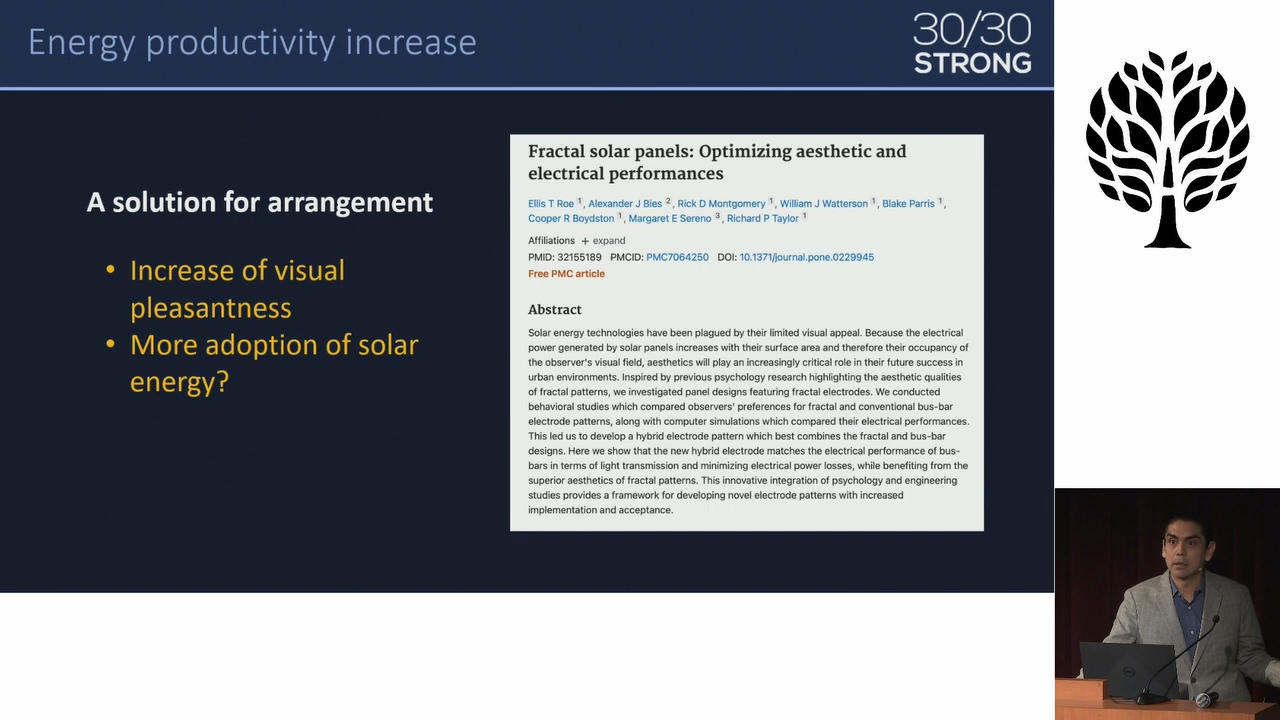 Energy productivity increase
30/30
STRONG
A solution for arrangement
• Increase of visual
pleasantness
• More adoption of solar
energy?
Fractal solar panels: Optimizing aesthetic and
electrical performances
Ellis T Roe 1, Alexander J Bies 2, Rick D Montgomery 1, William J Watterson 1, Blake Parris 1,
Cooper R Boydston 1, Margaret E Sereno 3, Richard P Taylor 1
Affiliations + expand
PMID: 32155189 PMCID: PMC7064250 DOI: 10.1371/journal.pone.0229945
Free PMC article
Abstract
Solar energy technologies have been plagued by their limited visual appeal. Because the electrical
power generated by solar panels increases with their surface area and therefore their occupancy of
the observer's visual field, aesthetics will play an increasingly critical role in their future success in
urban environments. Inspired by previous psychology research highlighting the aesthetic qualities
of fractal patterns, we investigated panel designs featuring fractal electrodes. We conducted
behavioral studies which compared observers' preferences for fractal and conventional bus-bar
electrode patterns, along with computer simulations which compared their electrical performances.
This led us to develop a hybrid electrode pattern which best combines the fractal and bus-bar
designs. Here we show that the new hybrid electrode matches the electrical performance of bus-
bars in terms of light transmission and minimizing electrical power losses, while benefiting from the
superior aesthetics of fractal patterns. This innovative integration of psychology and engineering
studies provides a framework for developing novel electrode patterns with increased
implementation and acceptance.